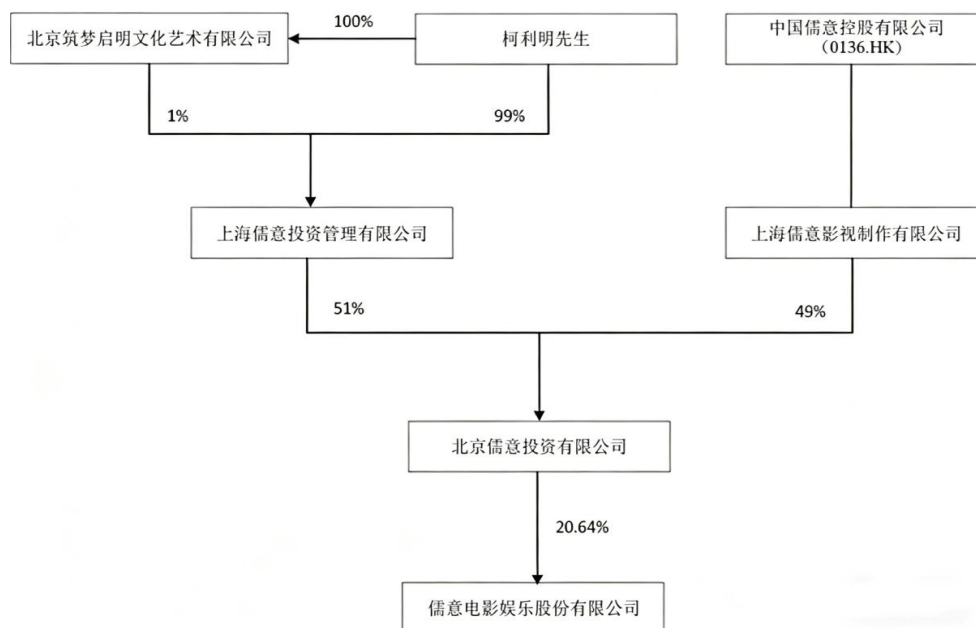 北京筑梦启明文化艺术有限公司
100%
柯利明先生
中国儒意控股有限公司
（0136.HK）
1%
99%
上海儒意投资管理有限公司
上海儒意影视制作有限公司
51%
49%
北京儒意投资有限公司
20.64%
儒意电影娱乐股份有限公司